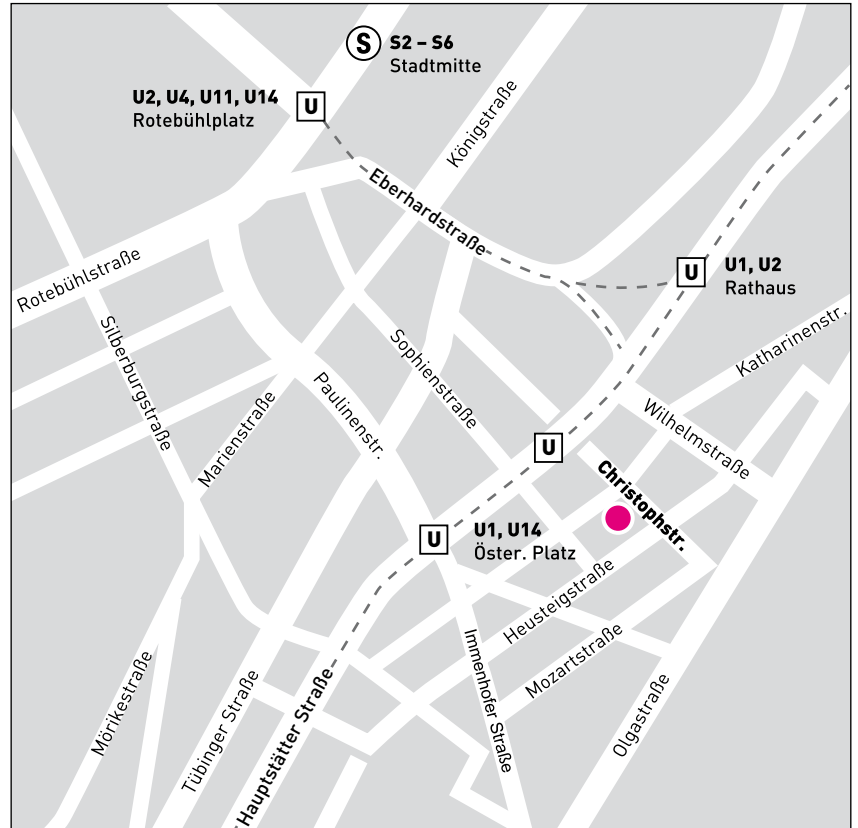 S
S2 – S6
Stadtmitte
U2, U4, U11, U14
Rotebühlplatz
U
Königstraße
Eberhardstraße
U
U1, U2
Rathaus
Rotebühlstraße
Silberburgstraße
Marienstraße
Paulinenstr.
Sophienstraße
Katharinenstr.
Wilhelmstraße
U
Christophstr.
U
U1, U14
Öster. Platz
Heusteigstraße
Mozartstraße
Immenhofer Straße
Olgastraße
Mörikestraße
Tübinger Straße
Hauptstätter Straße